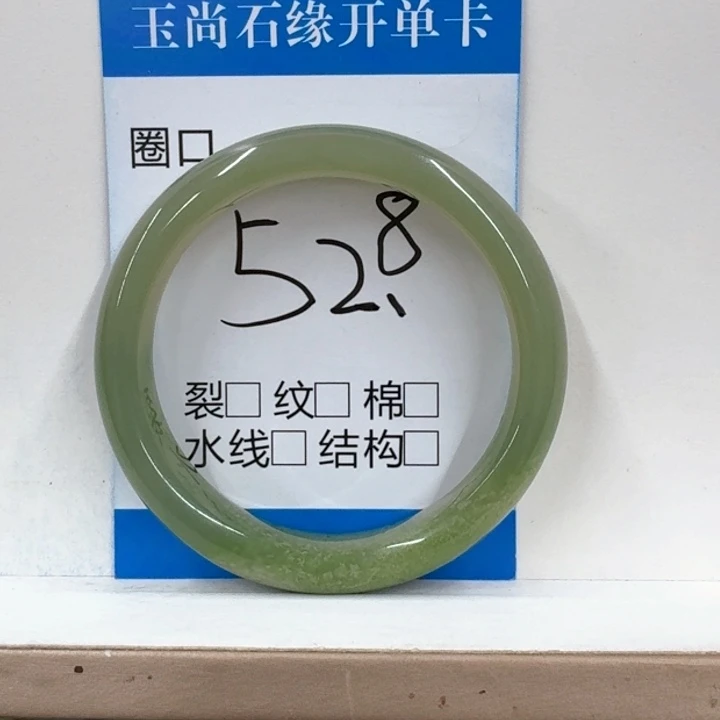 玉尚石缘开单卡
圈口
52.8
裂□ 纹□ 棉□
水线□ 结构□